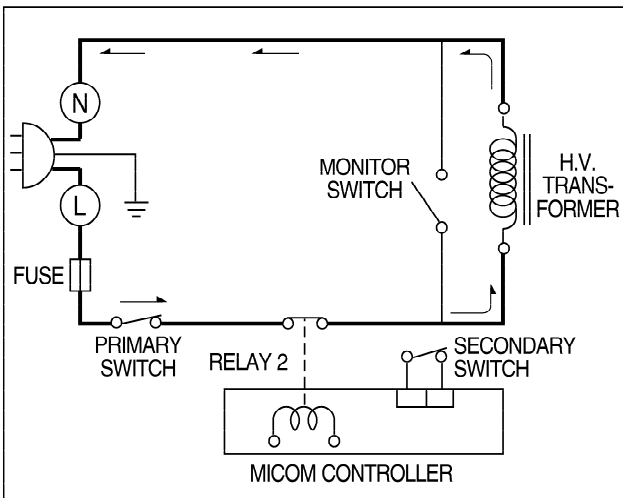 N
MONITOR
SWITCH
H.V.
TRANS-
FORMER
L
FUSE
PRIMARY
SWITCH
RELAY 2
SECONDARY
SWITCH
MICOM CONTROLLER